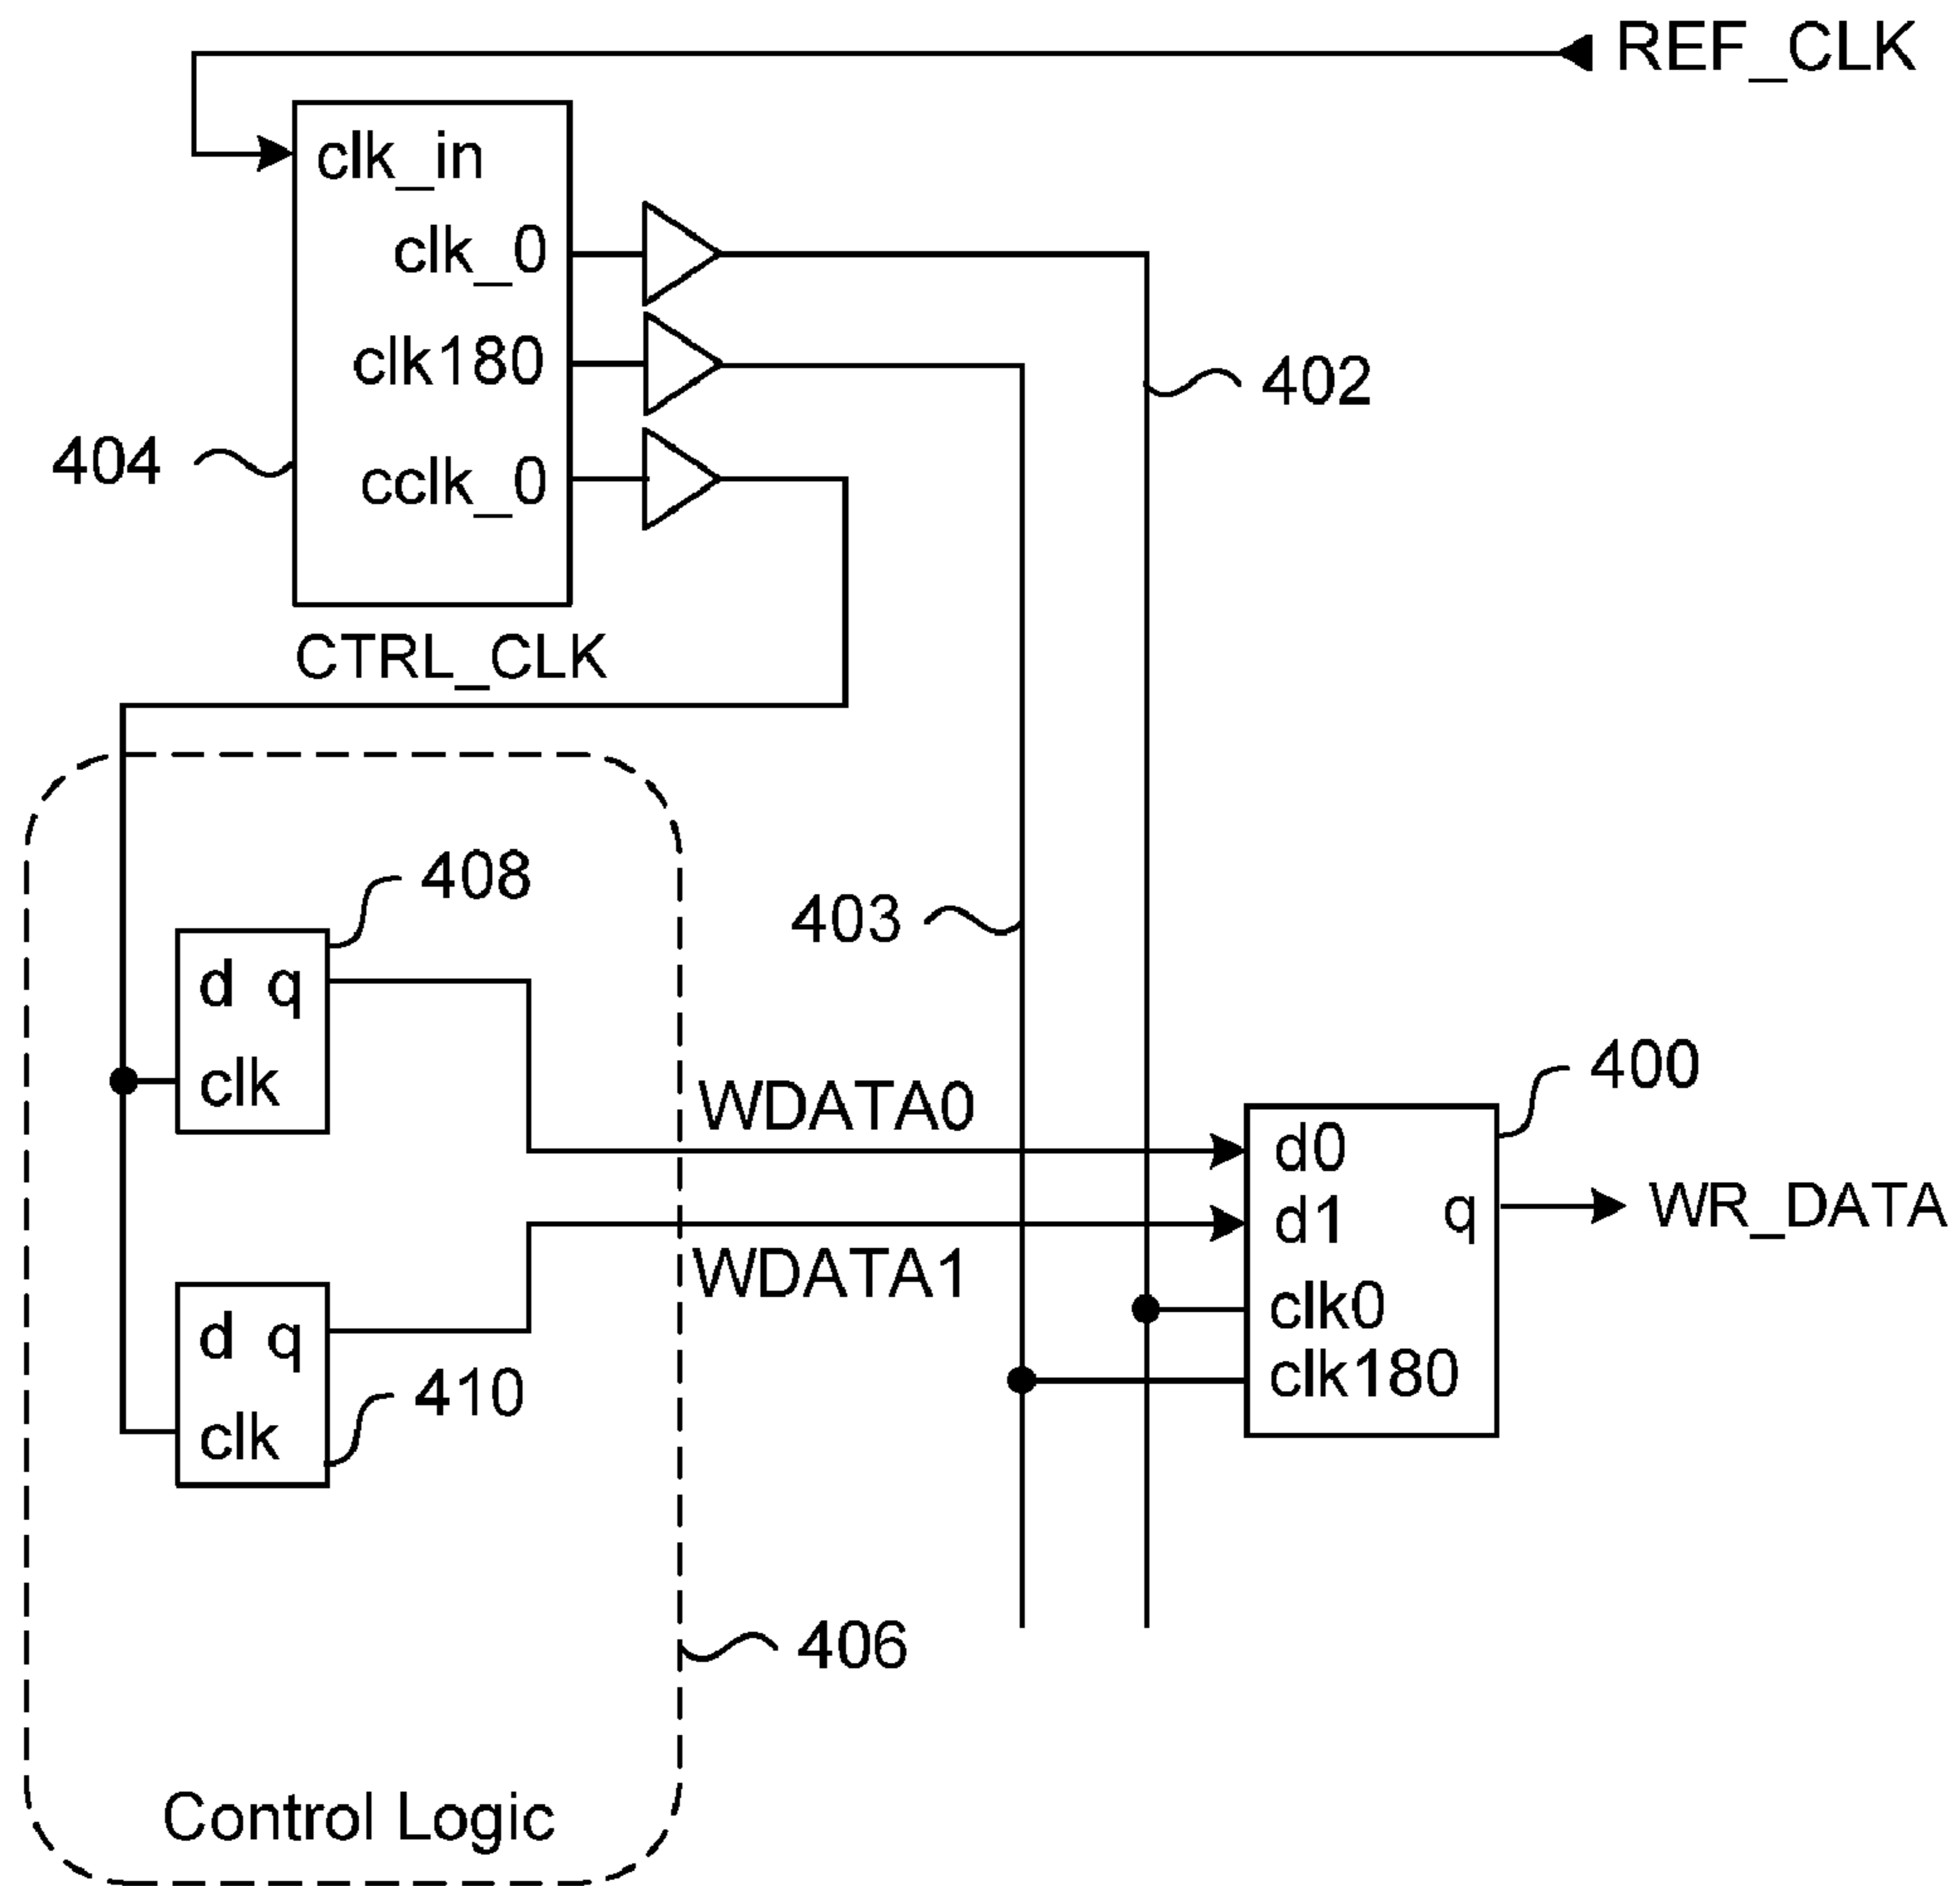 REF_CLK
clk_in
clk_0
clk180
402
404
cclk_0
CTRL_CLK
408
403
d q
clk
400
WDATA0
d0
d1
q
WR_DATA
WDATA1
clk0
d q
clk180
410
clk
406
Control Logic